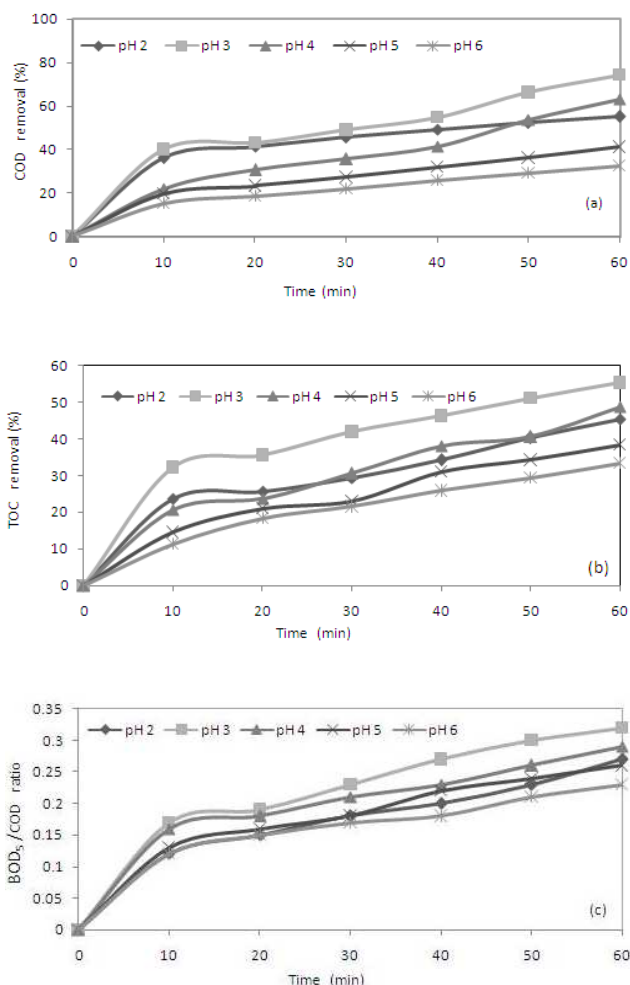 100
80
60
40
20
0
COD removal (%)
pH 2 pH 3 pH 4 pH 5 pH 6
(a)
0 10 20 30 40 50 60
Time (min)
60
50
40
30
20
10
0
TOC removal (%)
pH 2 pH 3 pH 4 pH 5 pH 6
(b)
0 10 20 30 40 50 60
Time (min)
0.35
0.3
0.25
0.2
0.15
0.1
0.05
0
BOD₅ /COD ratio
pH 2 pH 3 pH 4 pH 5 pH 6
(c)
0 10 20 30 40 50 60
Time (min)